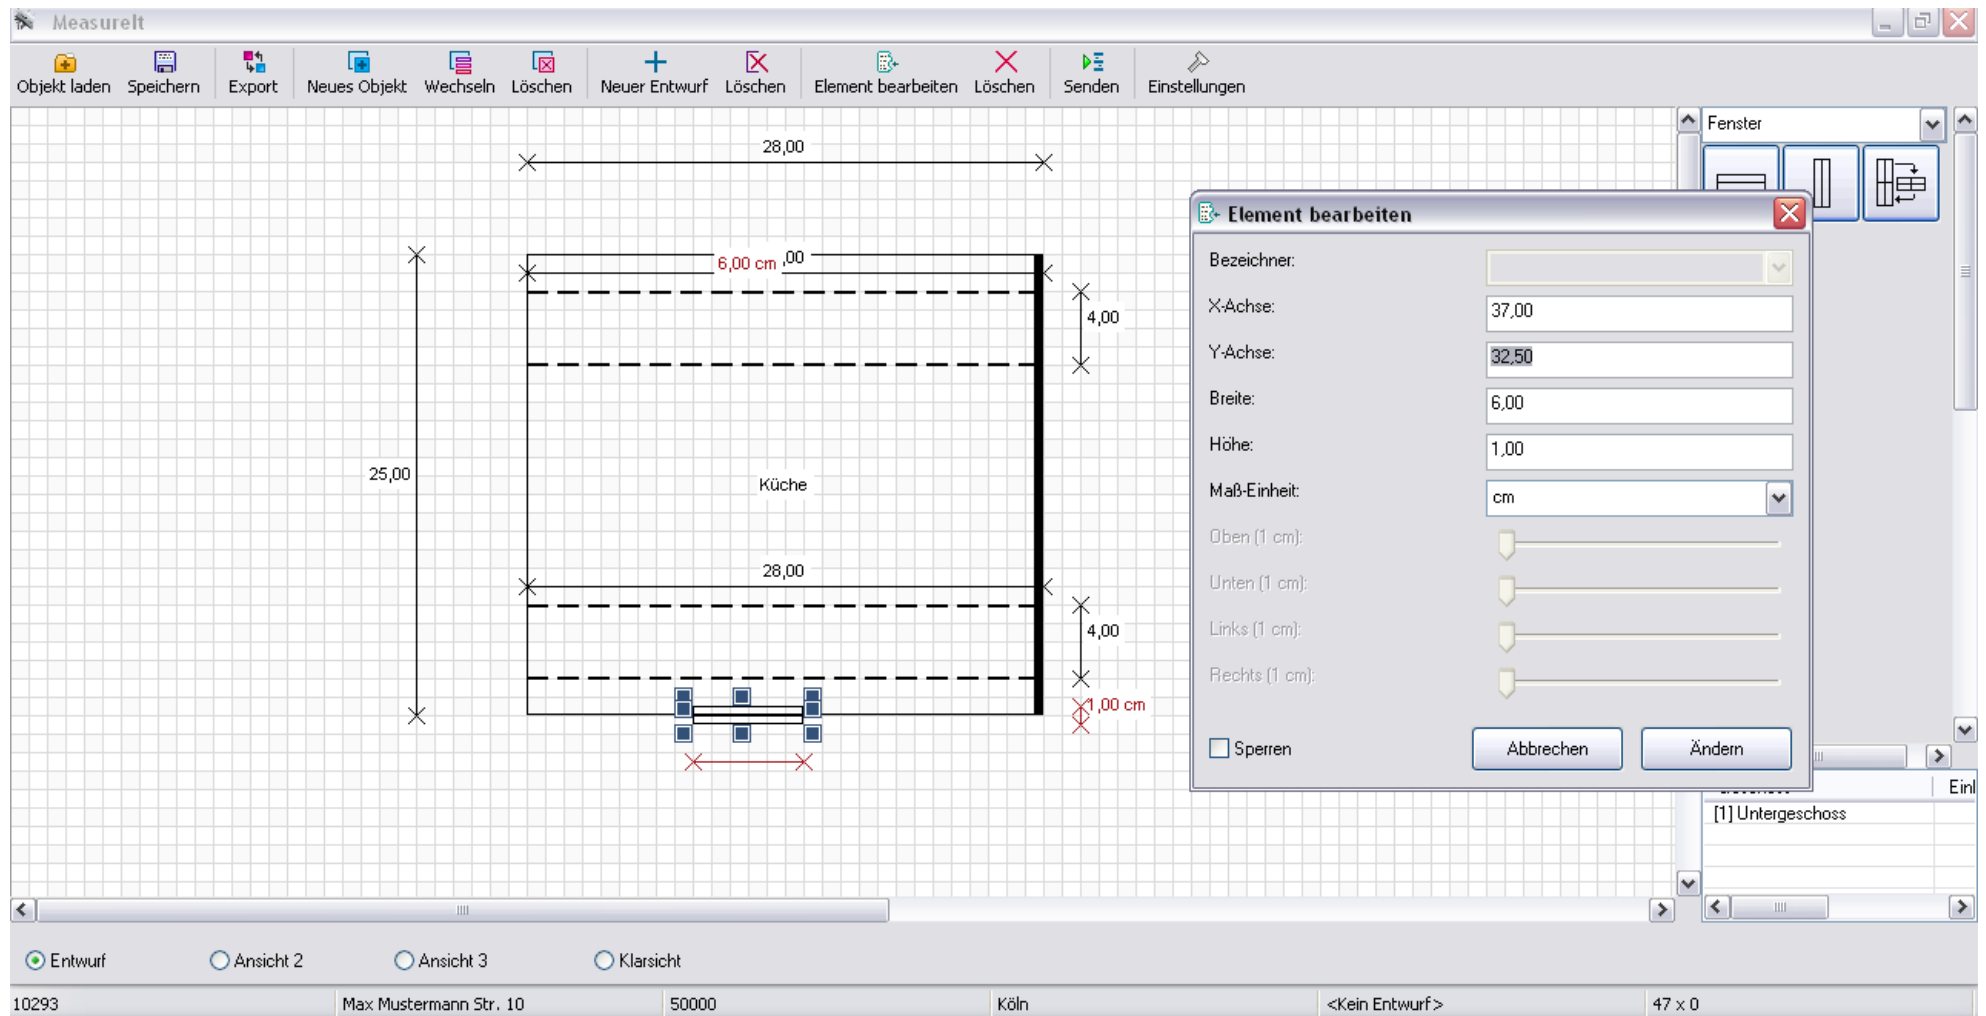 MeasureIt
Objekt laden Speichern Export Neues Objekt Wechseln Löschen Neuer Entwurf Löschen Element bearbeiten Löschen Senden Einstellungen
Fenster
28,00
6,00 cm ,00
4,00
25,00
Küche
28,00
4,00
1,00 cm
Element bearbeiten
Bezeichner:
X-Achse: 37,00
Y-Achse: 32,50
Breite: 6,00
Höhe: 1,00
Maß-Einheit: cm
Oben (1 cm):
Unten (1 cm):
Links (1 cm):
Rechts (1 cm):
Sperren Abbrechen Ändern
Einl
[1] Untergeschoss
Entwurf Ansicht 2 Ansicht 3 Klarsicht
10293 Max Mustermann Str. 10 50000 Köln <Kein Entwurf> 47 x 0